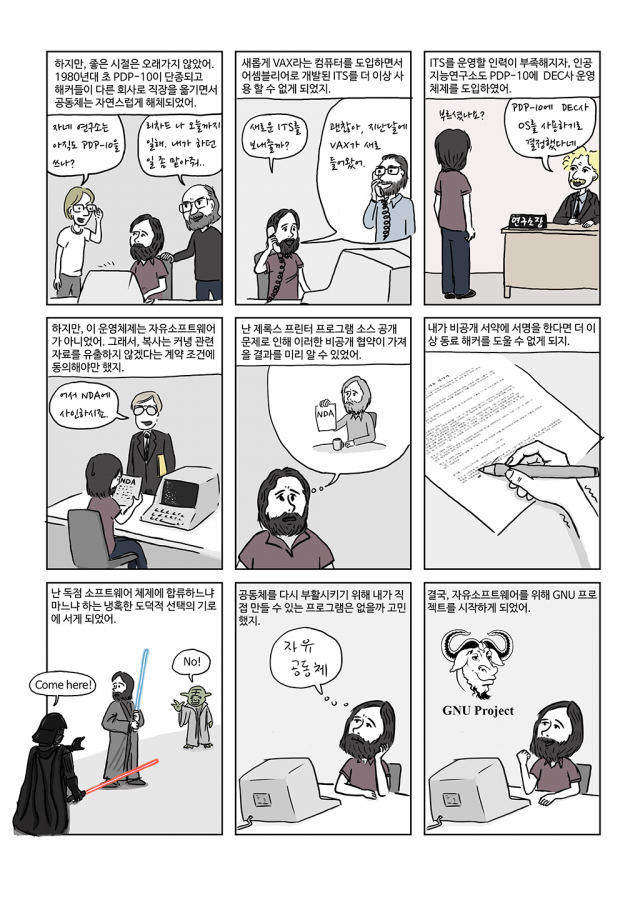 하지만, 좋은 시절은 오래가지 않았어.
1980년대 초 PDP-10이 단종되고
해커들이 다른 회사로 직장을 옮기면서
공동체는 자연스럽게 해체되었어.
자네 연구소는
아직도 PDP-10을
쓰나?
리차드 나 오늘까지
일해. 내가 하던
일 좀 맡아줘..
새롭게 VAX라는 컴퓨터를 도입하면서
어셈블리어로 개발된 ITS를 더 이상 사
용 할 수 없게 되었지.
새로운 ITS를
보내줄까?
괜찮아, 지난달에
VAX가 새로
들어왔어.
ITS를 운영할 인력이 부족해지자, 인공
지능연구소도 PDP-10에 DEC사 운영
체제를 도입하였어.
부르셨나요?
PDP-10에 DEC사
OS를 사용하기로
결정했다네
연구소장
하지만, 이 운영체제는 자유소프트웨어
가 아니었어. 그래서, 복사는 커녕 관련
자료를 유출하지 않겠다는 계약 조건에
동의해야만 했지.
어서 NDA에
사인하시죠.
NDA
난 제록스 프린터 프로그램 소스 공개
문제로 인해 이러한 비공개 협약이 가져
올 결과를 미리 알 수 있었어.
NDA
내가 비공개 서약에 서명을 한다면 더 이
상 동료 해커를 도울 수 없게 되지.
난 독점 소프트웨어 체제에 합류하느냐
마느냐 하는 냉혹한 도덕적 선택의 기로
에 서게 되었어.
Come here!
No!
공동체를 다시 부활시키기 위해 내가 직
접 만들 수 있는 프로그램은 없을까 고민
했지.
자유
공동체
결국, 자유소프트웨어를 위해 GNU 프로
젝트를 시작하게 되었어.
GNU Project